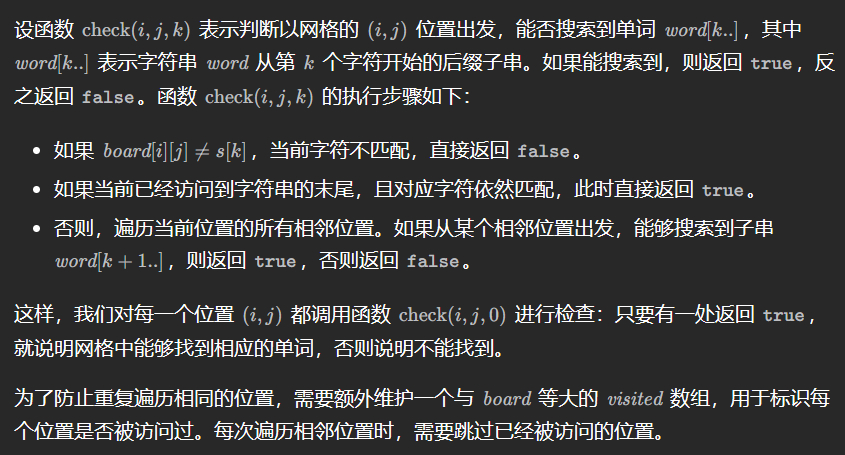 设函数 check(i, j, k) 表示判断以网格的 (i, j) 位置出发，能否搜索到单词 word[k..]，其中
word[k..] 表示字符串 word 从第 k 个字符开始的后缀子串。如果能搜索到，则返回 true，反
之返回 false。函数 check(i, j, k) 的执行步骤如下：
• 如果 board[i][j] ≠ s[k]，当前字符不匹配，直接返回 false。
• 如果当前已经访问到字符串的末尾，且对应字符依然匹配，此时直接返回 true。
• 否则，遍历当前位置的所有相邻位置。如果从某个相邻位置出发，能够搜索到子串
word[k + 1..]，则返回 true，否则返回 false。
这样，我们对每一个位置 (i, j) 都调用函数 check(i, j, 0) 进行检查：只要有一处返回 true，
就说明网格中能够找到相应的单词，否则说明不能找到。
为了防止重复遍历相同的位置，需要额外维护一个与 board 等大的 visited 数组，用于标识每
个位置是否被访问过。每次遍历相邻位置时，需要跳过已经被访问的位置。